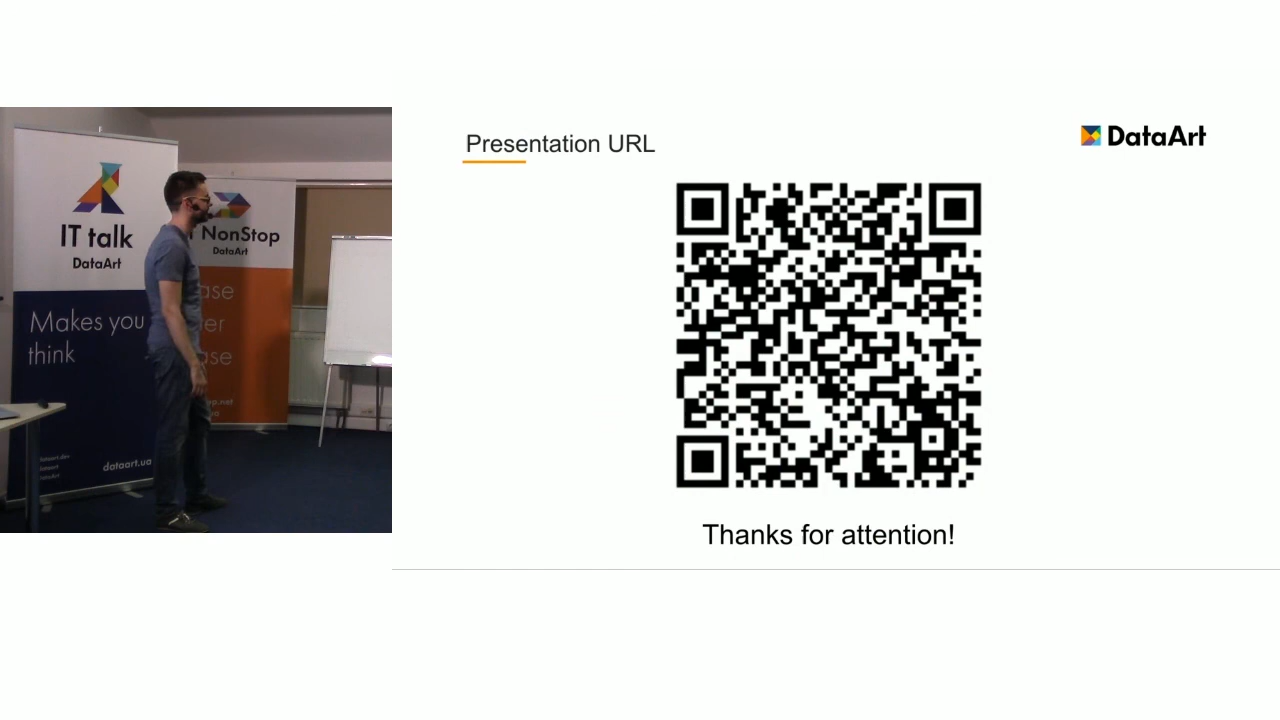 Presentation URL
DataArt
IT talk
DataArt
Makes you
think
dataart.ua
NonStop
DataArt
Thanks for attention!